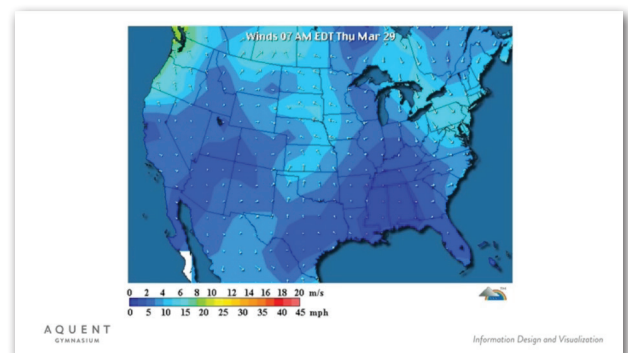 Winds 07 AM EDT Thu Mar 29
0 2 4 6 8 10 12 14 16 18 20 m/s
0 5 10 15 20 25 30 35 40 45 mph
AQUENT
GYMNASIUM
Information Design and Visualization